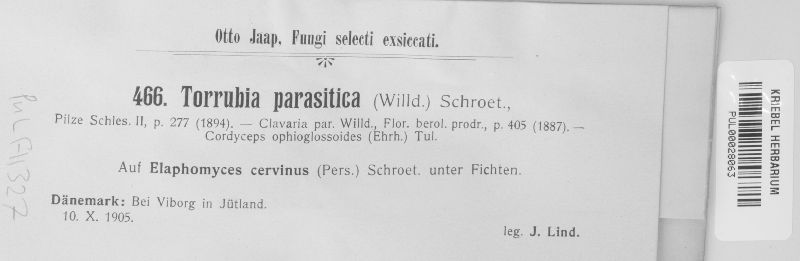 Otto Jaap, Fungi selecti exsiccati.
466. Torrubia parasitica (Willd.) Schroet.,
Pilze Schles. II, p. 277 (1894). — Clavaria par. Willd., Flor. berol. prodr., p. 405 (1887). —
Cordyceps ophioglossoides (Ehrh.) Tul.
Auf Elaphomyces cervinus (Pers.) Schroet. unter Fichten.
Dänemark: Bei Viborg in Jütland.
10. X. 1905.
leg. J. Lind.
KRIEBEL HERBARIUM
PUL00028063
PUL F11327